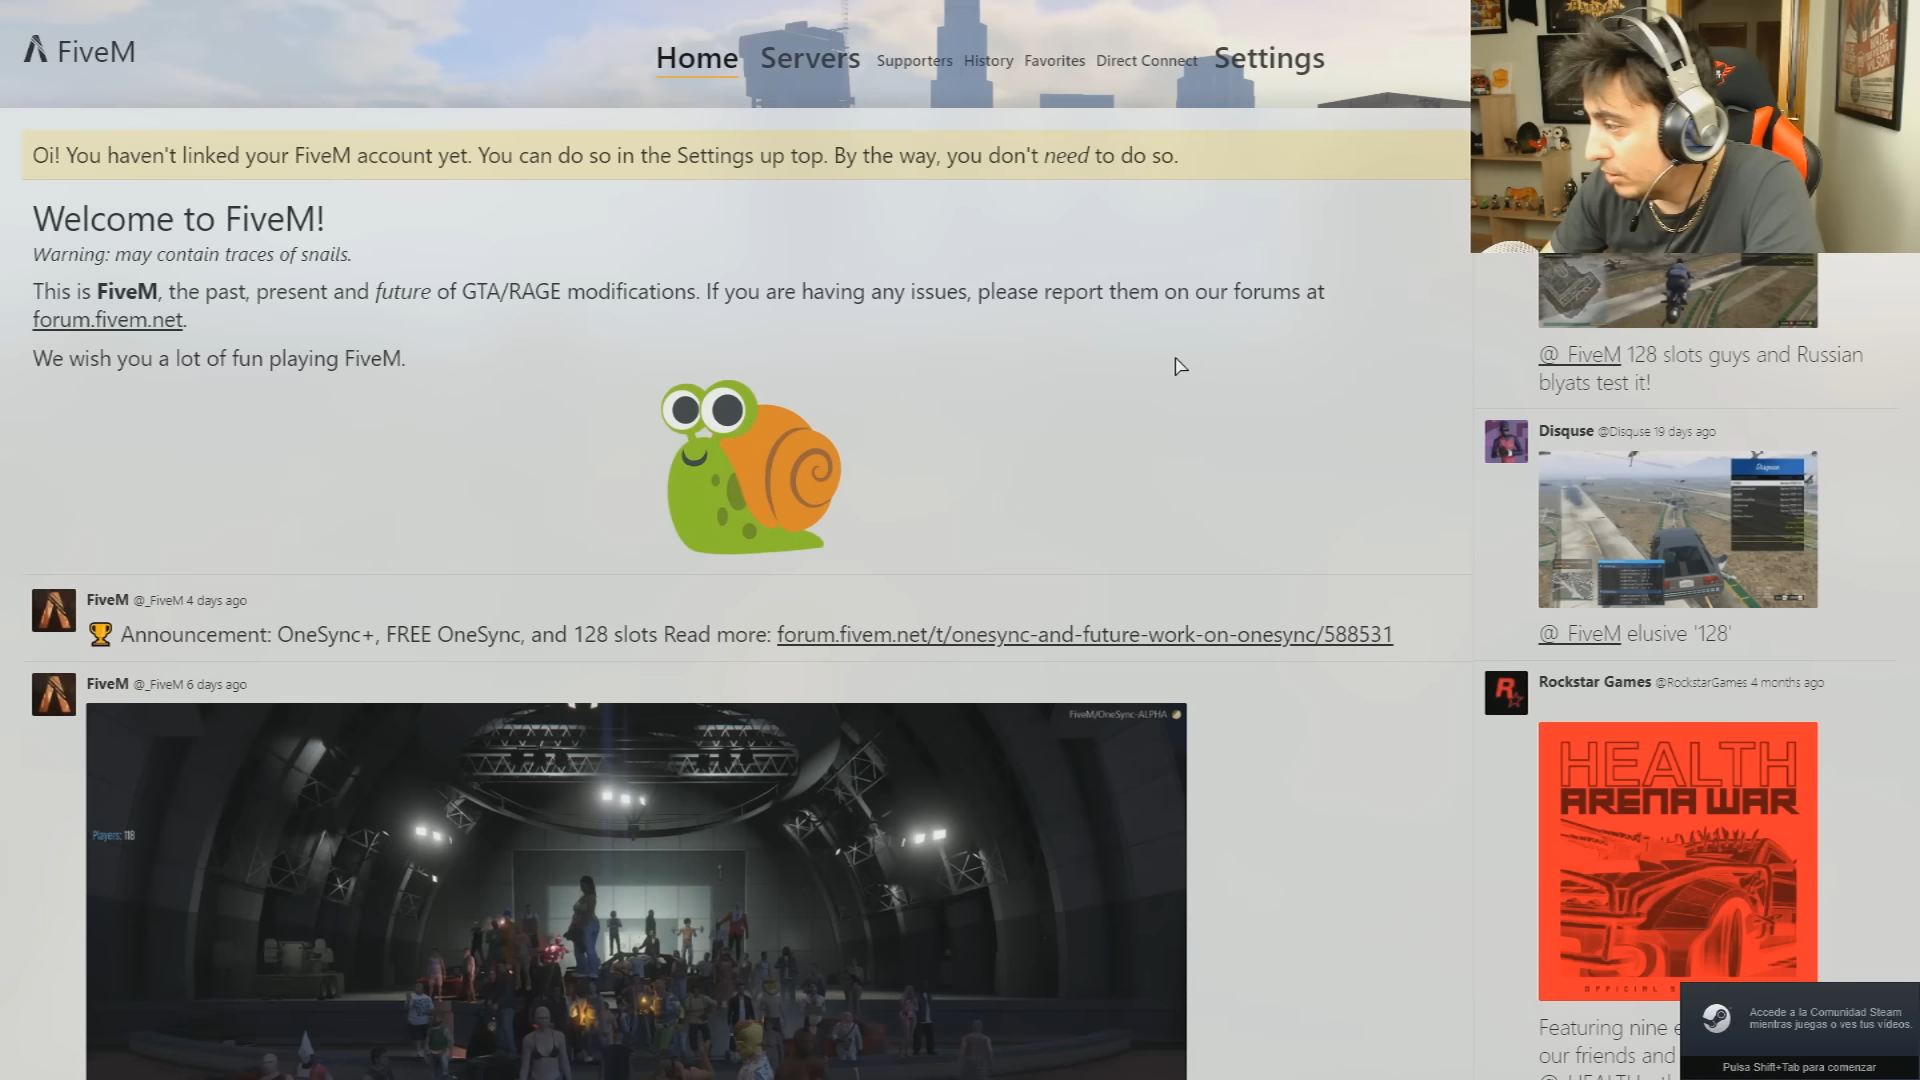 FiveM
Home Servers Supporters History Favorites Direct Connect Settings
Oi! You haven't linked your FiveM account yet. You can do so in the Settings up top. By the way, you don't need to do so.
Welcome to FiveM!
Warning: may contain traces of snails.
This is FiveM, the past, present and future of GTA/RAGE modifications. If you are having any issues, please report them on our forums at
forum.fivem.net.
We wish you a lot of fun playing FiveM.
FiveM @_FiveM 4 days ago
Announcement: OneSync+, FREE OneSync, and 128 slots Read more: forum.fivem.net/t/onesync-and-future-work-on-onesync/588531
FiveM @_FiveM 6 days ago
FiveM/OneSync-ALPHA
Players: 118
@_FiveM 128 slots guys and Russian
blyats test it!
Disquse @Disquse 19 days ago
Disquse
@_FiveM elusive '128'
Rockstar Games @RockstarGames 4 months ago
HEALTH
ARENA WAR
OFFICIAL S
Featuring nine e
our friends and
Accede a la Comunidad Steam
mientras juegas o ves tus vídeos.
Pulsa Shift+Tab para comenzar